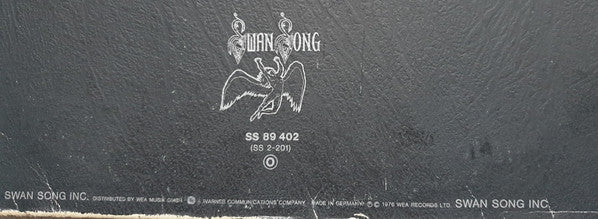 SWAN SONG
SS 89 402
(SS 2-201)
O
SWAN SONG INC. DISTRIBUTED BY WEA MUSIK GMBH A WARNER COMMUNICATIONS COMPANY · MADE IN GERMANY Ⓟ © 1976 WEA RECORDS LTD. SWAN SONG INC.